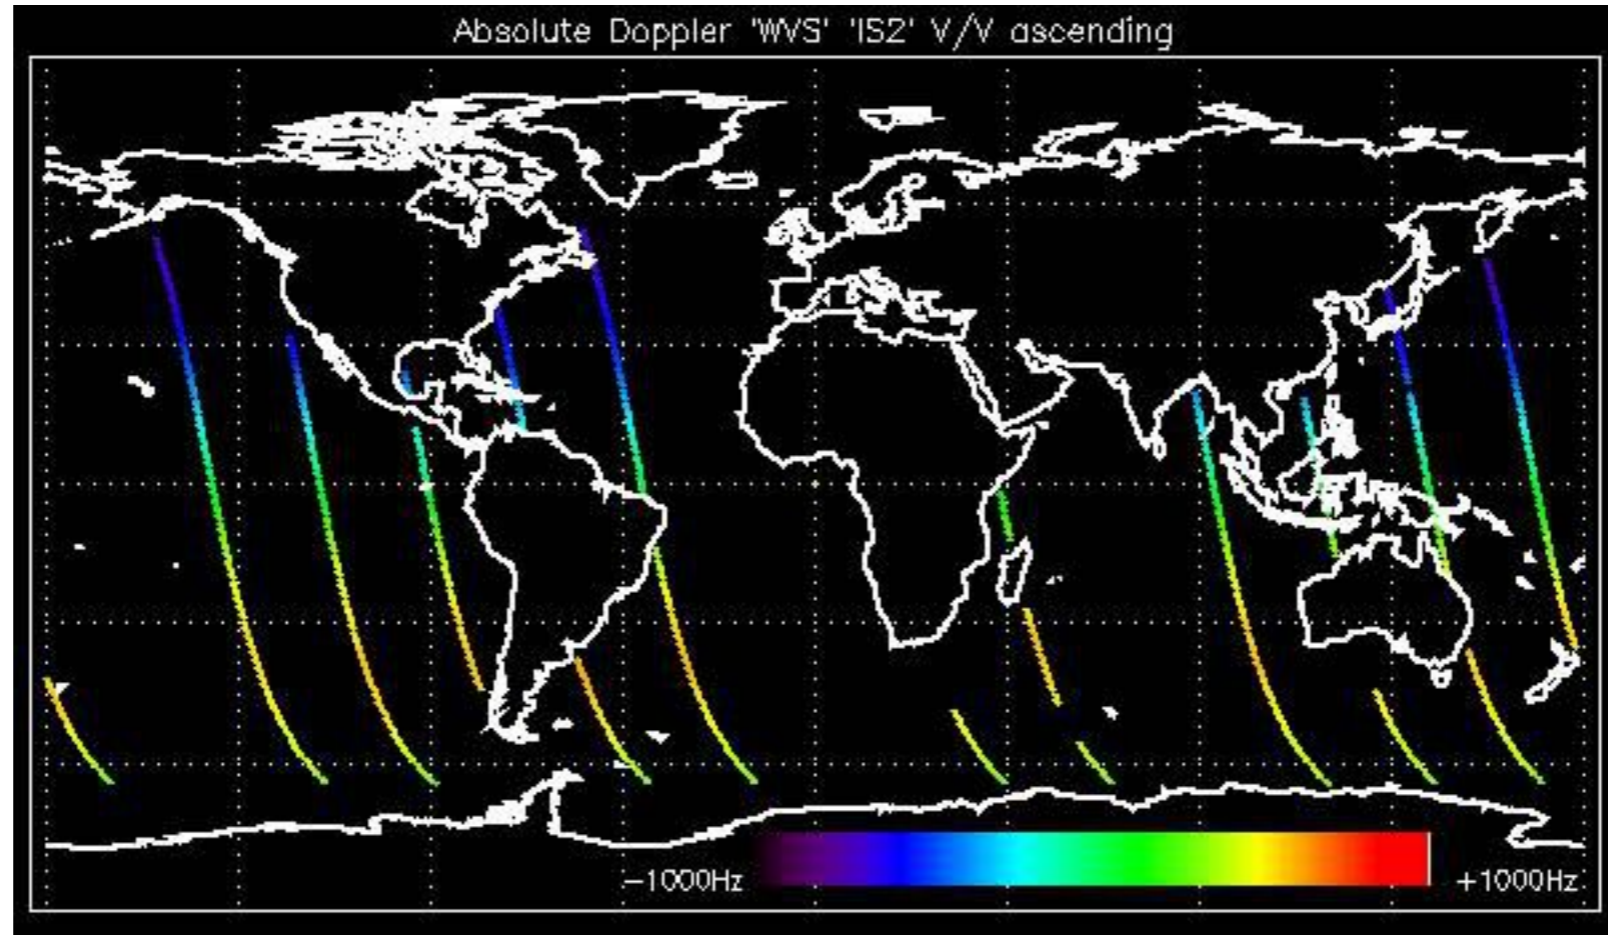 Absolute Doppler 'WVS' 'IS2' V/V ascending
−1000Hz +1000Hz